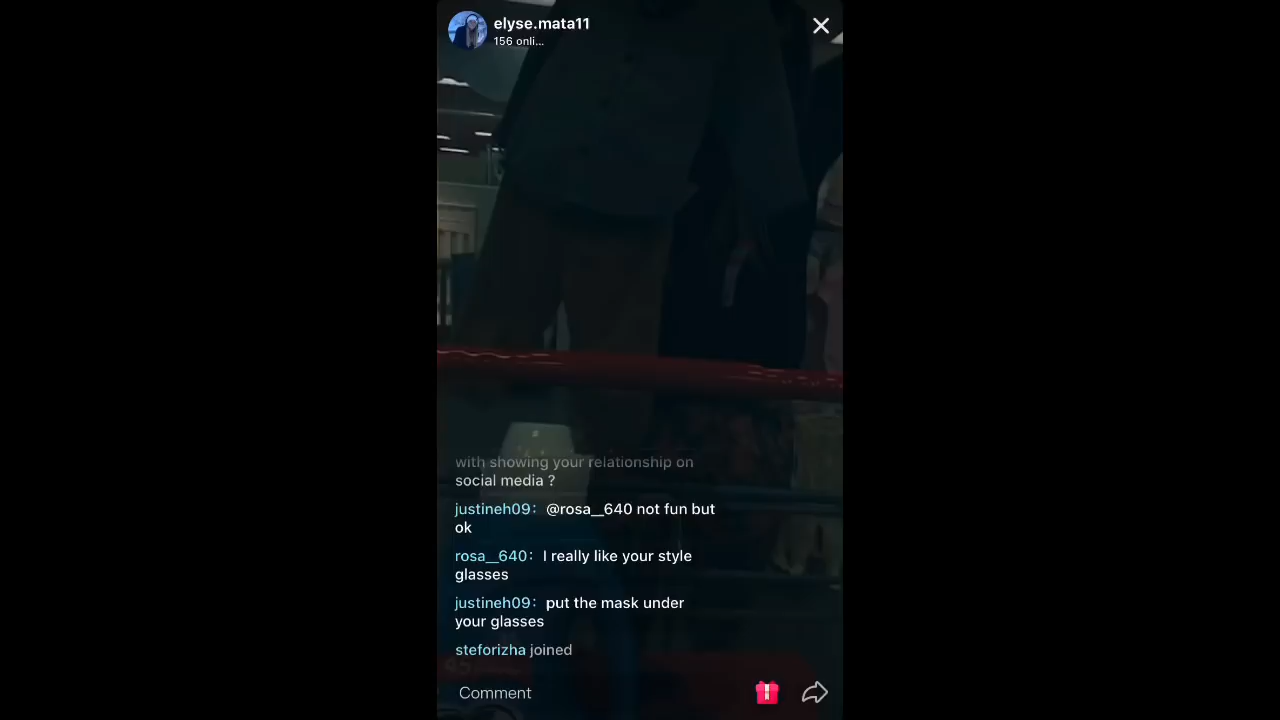 elyse.mata11
156 onli...
with showing your relationship on
social media ?
justineh09: @rosa__640 not fun but
ok
rosa__640: I really like your style
glasses
justineh09: put the mask under
your glasses
steforizha joined
Comment